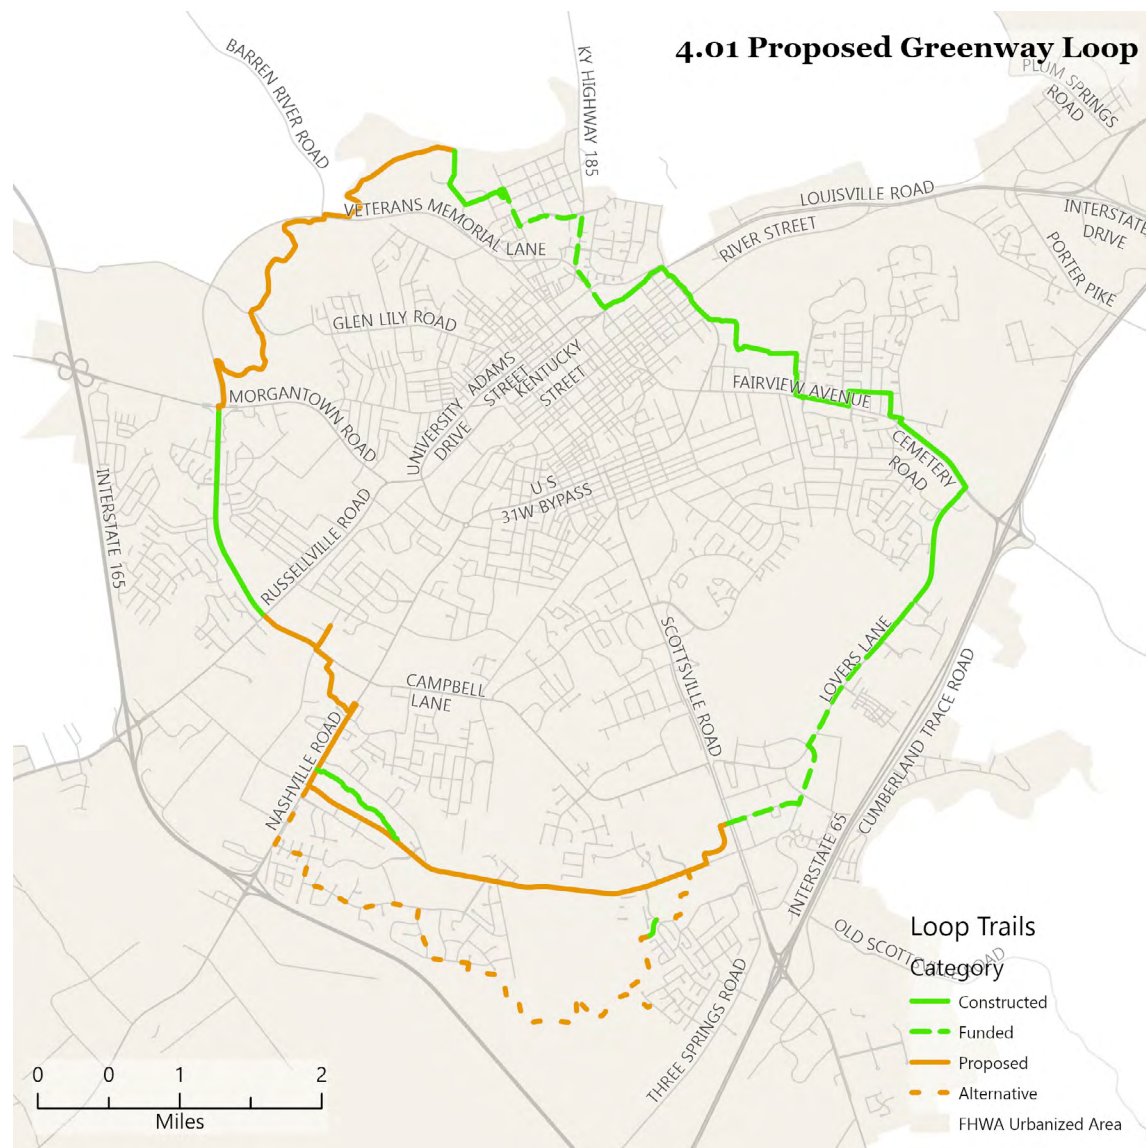 4.01 Proposed Greenway Loop
PLUM SPRINGS
ROAD
BARREN RIVER ROAD
KY HIGHWAY 185
LOUISVILLE ROAD
INTERSTATE
DRIVE
VETERANS MEMORIAL LANE
RIVER STREET
PORTER PIKE
GLEN LILY ROAD
ADAMS
STREET
KENTUCKY
STREET
FAIRVIEW AVENUE
MORGANTOWN ROAD
UNIVERSITY
DRIVE
CEMETERY
ROAD
U S
31W BYPASS
INTERSTATE 165
RUSSELLVILLE ROAD
SCOTTSVILLE ROAD
LOVERS LANE
CAMPBELL
LANE
CUMBERLAND TRACE ROAD
NASHVILLE ROAD
INTERSTATE 65
OLD SCOTTSVILLE ROAD
THREE SPRINGS ROAD
Loop Trails
Category
Constructed
Funded
Proposed
Alternative
FHWA Urbanized Area
0 0 1 2
Miles